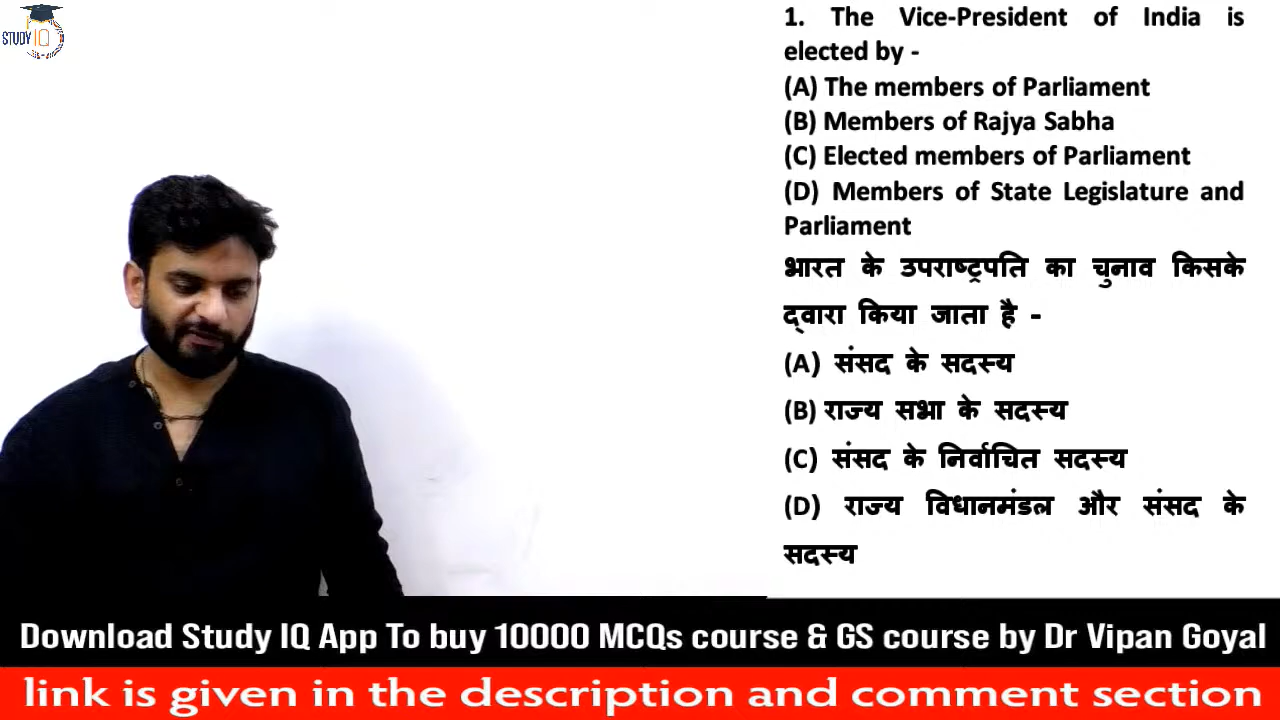 STUDY IQ
1. The Vice-President of India is
elected by -
(A) The members of Parliament
(B) Members of Rajya Sabha
(C) Elected members of Parliament
(D) Members of State Legislature and
Parliament
भारत के उपराष्ट्रपति का चुनाव किसके
द्वारा किया जाता है -
(A) संसद के सदस्य
(B) राज्य सभा के सदस्य
(C) संसद के निर्वाचित सदस्य
(D) राज्य विधानमंडल और संसद के
सदस्य
Download Study IQ App To buy 10000 MCQs course & GS course by Dr Vipan Goyal
link is given in the description and comment section